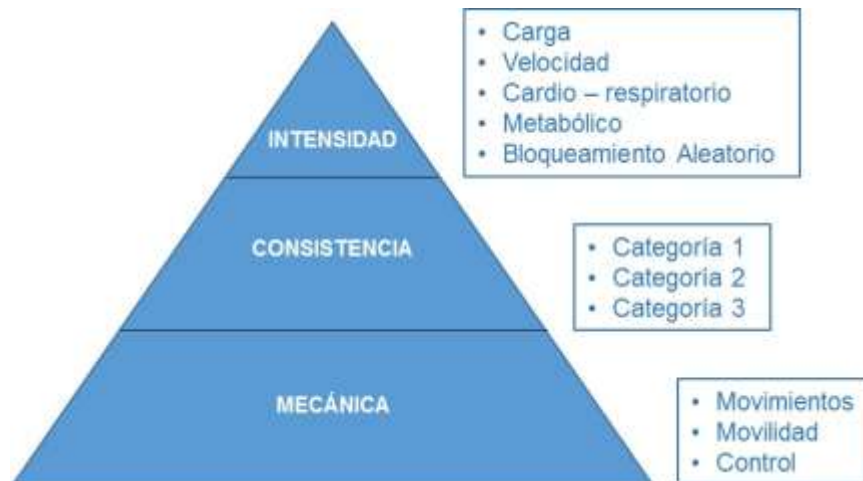 • Carga
• Velocidad
• Cardio – respiratorio
• Metabólico
• Bloqueamiento Aleatorio
INTENSIDAD
CONSISTENCIA
• Categoría 1
• Categoría 2
• Categoría 3
MECÁNICA
• Movimientos
• Movilidad
• Control